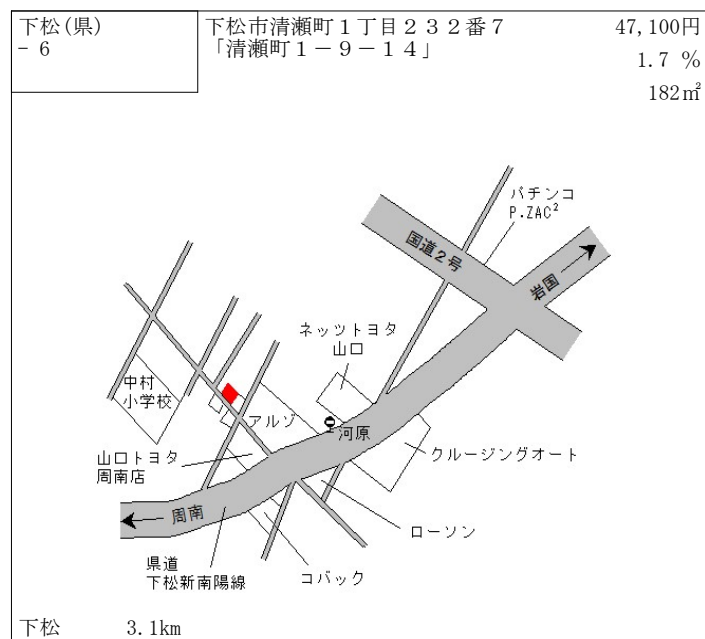 下松(県)
- 6
下松市清瀬町１丁目２３２番７
「清瀬町１－９－１４」
47,100円
1.7 %
182㎡
パチンコ
P.ZAC²
国道２号
岩国
ネッツトヨタ
山口
中村
小学校
アルゾ
河原
山口トヨタ
周南店
クルージングオート
周南
ローソン
県道
下松新南陽線
コバック
下松 3.1km